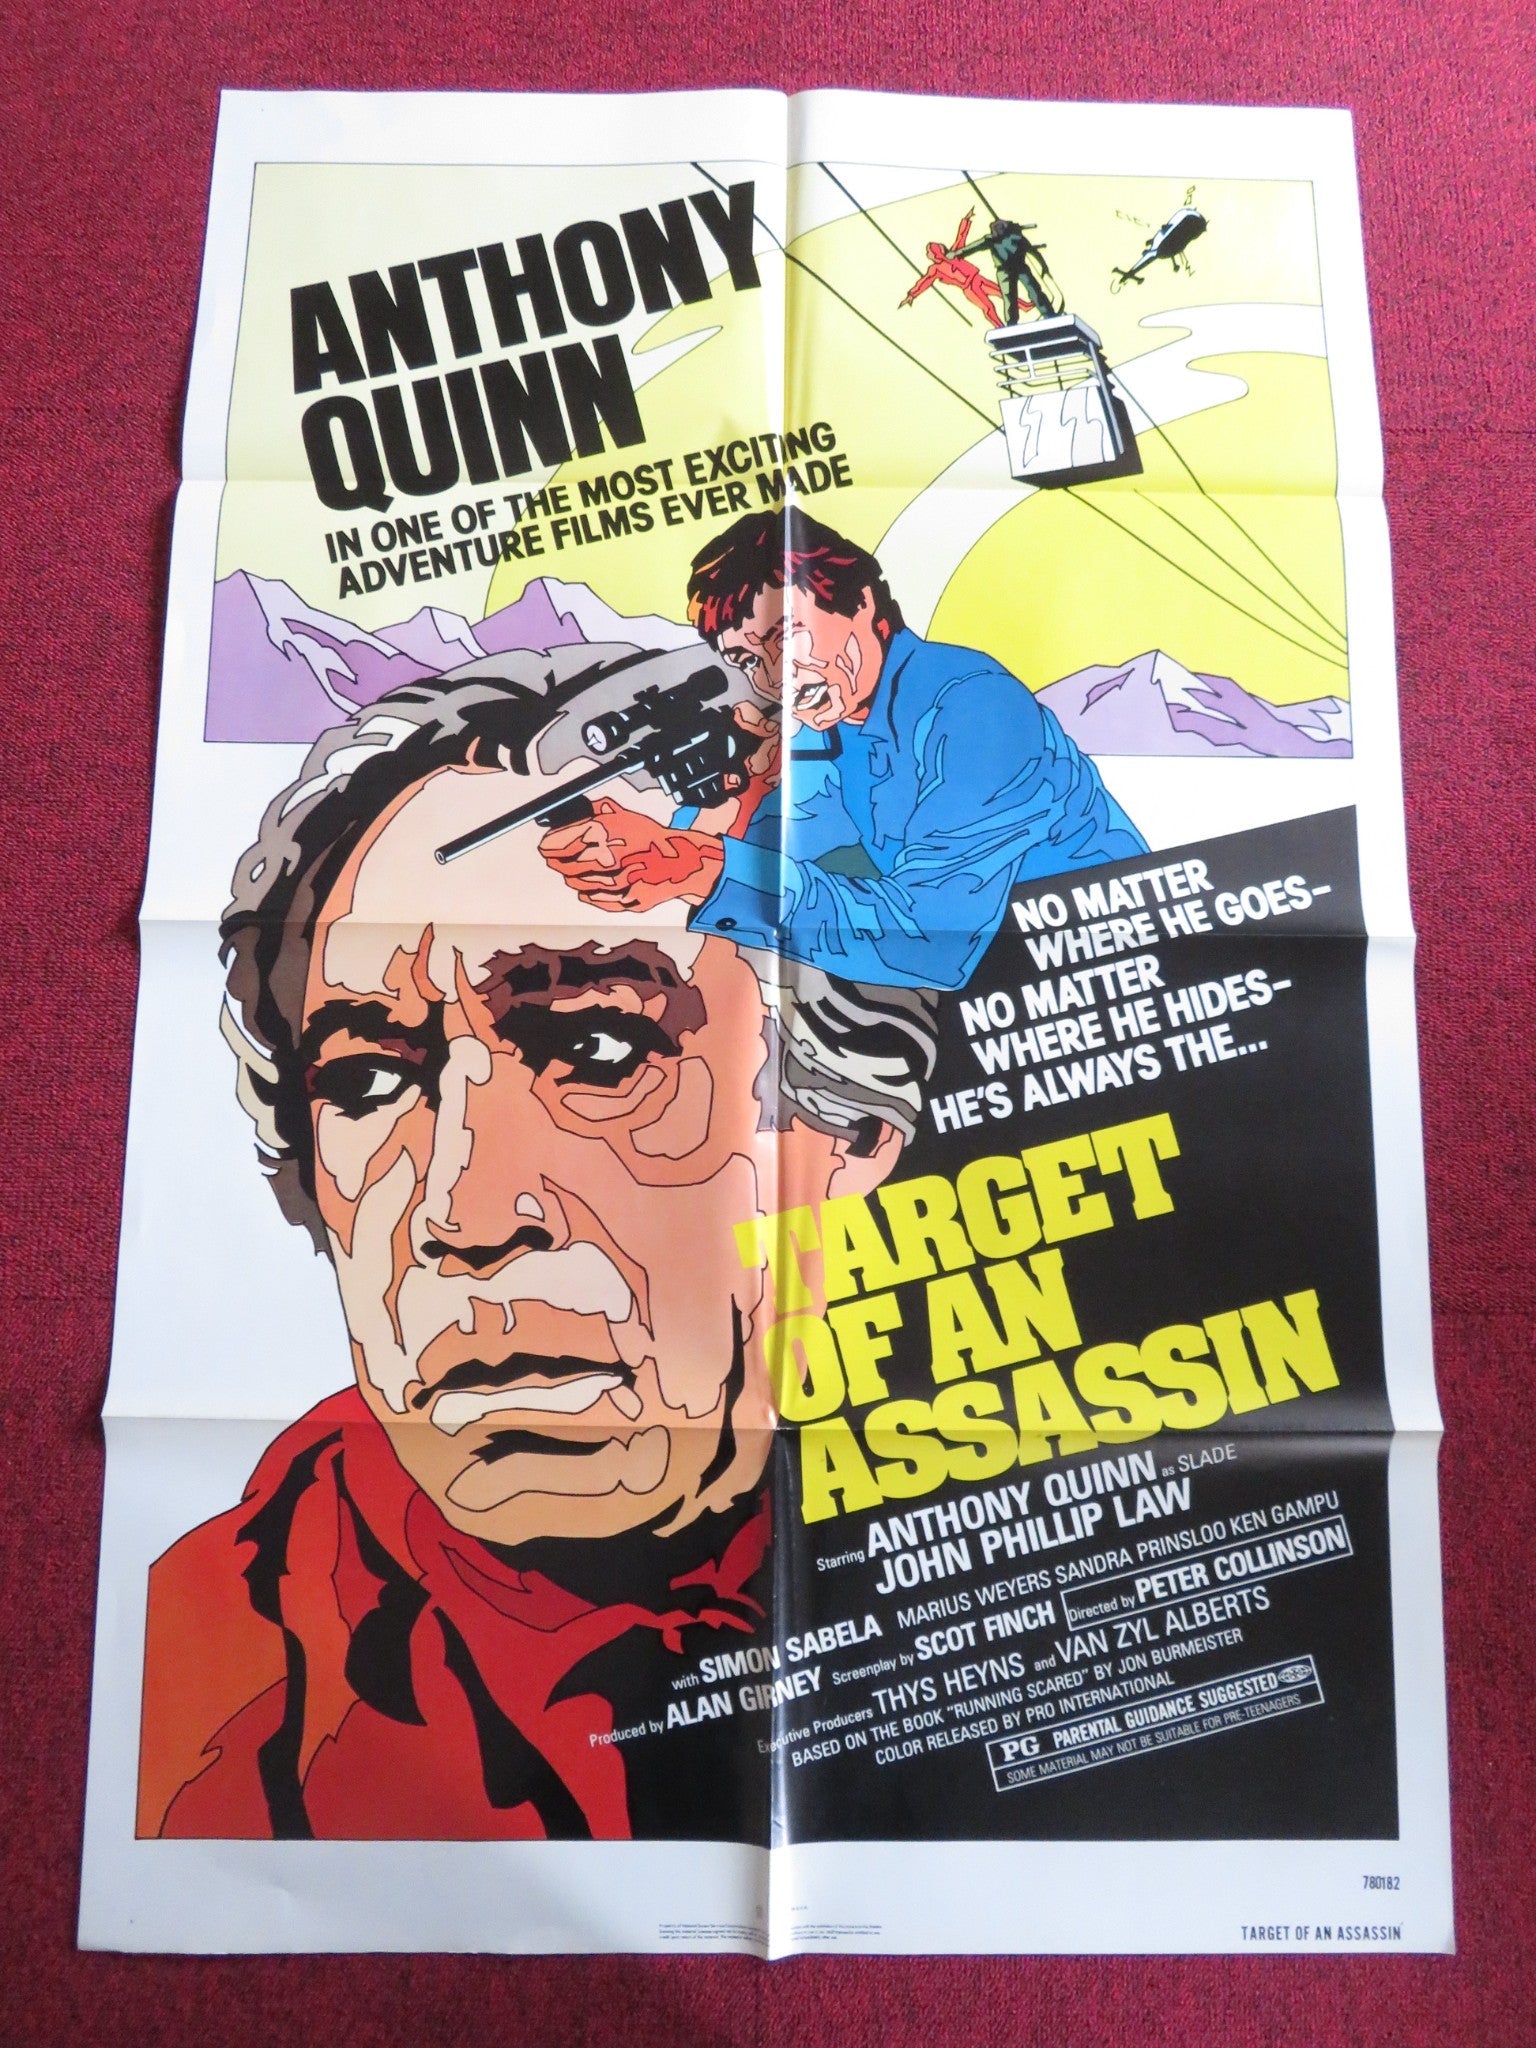 ANTHONY
QUINN
IN ONE OF THE MOST EXCITING
ADVENTURE FILMS EVER MADE
NO MATTER
WHERE HE GOES–
NO MATTER
WHERE HE HIDES–
HE'S ALWAYS THE...
TARGET
OF AN
ASSASSIN
Starring ANTHONY QUINN as SLADE
JOHN PHILLIP LAW
with SIMON SABELA MARIUS WEYERS SANDRA PRINSLOO KEN GAMPU
Produced by ALAN GIRNEY Screenplay by SCOT FINCH Directed by PETER COLLINSON
Executive Producers THYS HEYNS and VAN ZYL ALBERTS
BASED ON THE BOOK "RUNNING SCARED" BY JON BURMEISTER
COLOR RELEASED BY PRO INTERNATIONAL
PG PARENTAL GUIDANCE SUGGESTED
SOME MATERIAL MAY NOT BE SUITABLE FOR PRE-TEENAGERS
780182
TARGET OF AN ASSASSIN